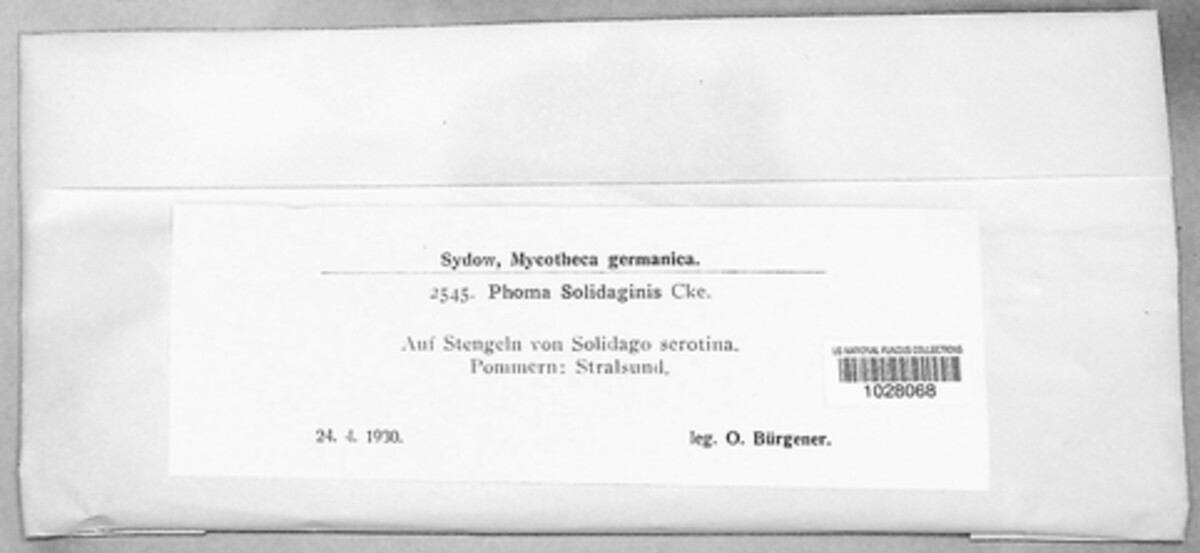 Sydow, Mycotheca germanica.
2545. Phoma Solidaginis Cke.
Auf Stengeln von Solidago serotina.
Pommern: Stralsund.
US NATIONAL FUNGUS COLLECTIONS
1028068
24. 4. 1930.
leg. O. Bürgener.